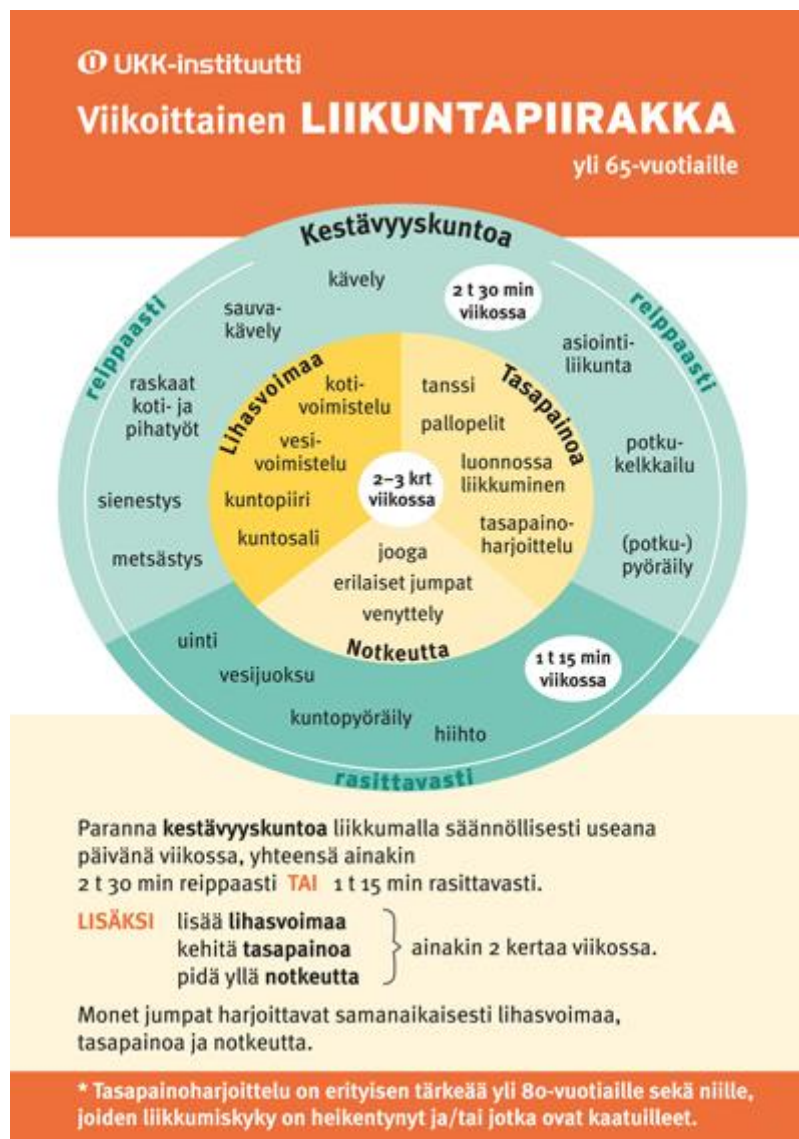 UKK-instituutti
Viikoittainen LIIKUNTAPIIRAKKA
yli 65-vuotiaille
Kestävyyskuntoa
reippaasti
reippaasti
kävely
2 t 30 min
viikossa
sauva-
kävely
asiointi-
liikunta
raskaat
koti- ja
pihatyöt
potku-
kelkkailu
sienestys
metsästys
(potku-)
pyöräily
Lihasvoimaa
koti-
voimistelu
vesi-
voimistelu
kuntopiiri
kuntosali
Tasapainoa
tanssi
pallopelit
luonnossa
liikkuminen
tasapaino-
harjoittelu
2–3 krt
viikossa
jooga
erilaiset jumpat
venyttely
Notkeutta
uinti
vesijuoksu
kuntopyöräily
hiihto
1 t 15 min
viikossa
rasittavasti
Paranna kestävyyskuntoa liikkumalla säännöllisesti useana
päivänä viikossa, yhteensä ainakin
2 t 30 min reippaasti TAI 1 t 15 min rasittavasti.
LISÄKSI lisää lihasvoimaa
kehitä tasapainoa
ainakin 2 kertaa viikossa.
pidä yllä notkeutta
Monet jumpat harjoittavat samanaikaisesti lihasvoimaa,
tasapainoa ja notkeutta.
* Tasapainoharjoittelu on erityisen tärkeää yli 80-vuotiaille sekä niille,
joiden liikkumiskyky on heikentynyt ja/tai jotka ovat kaatuilleet.